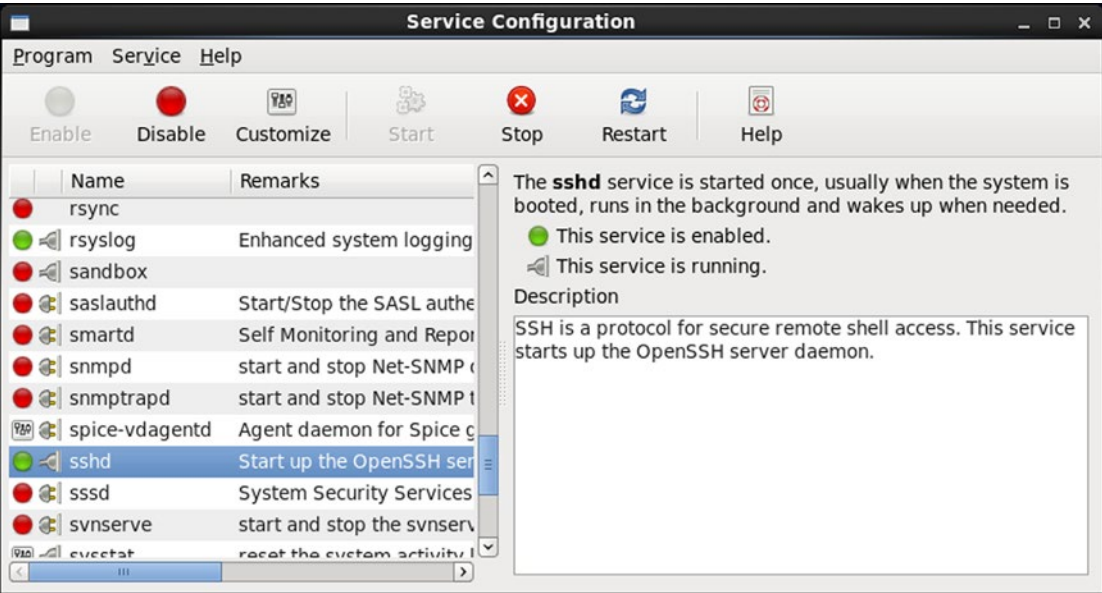 Service Configuration
Program Service Help
Enable Disable Customize Start Stop Restart Help
Name Remarks
rsync
rsyslog Enhanced system logging
sandbox
saslauthd Start/Stop the SASL authe
smartd Self Monitoring and Repor
snmpd start and stop Net-SNMP
snmptrapd start and stop Net-SNMP t
spice-vdagentd Agent daemon for Spice g
sshd Start up the OpenSSH ser
sssd System Security Services
svnserve start and stop the svnserv
sysstat reset the system activity l
The sshd service is started once, usually when the system is
booted, runs in the background and wakes up when needed.
This service is enabled.
This service is running.
Description
SSH is a protocol for secure remote shell access. This service
starts up the OpenSSH server daemon.